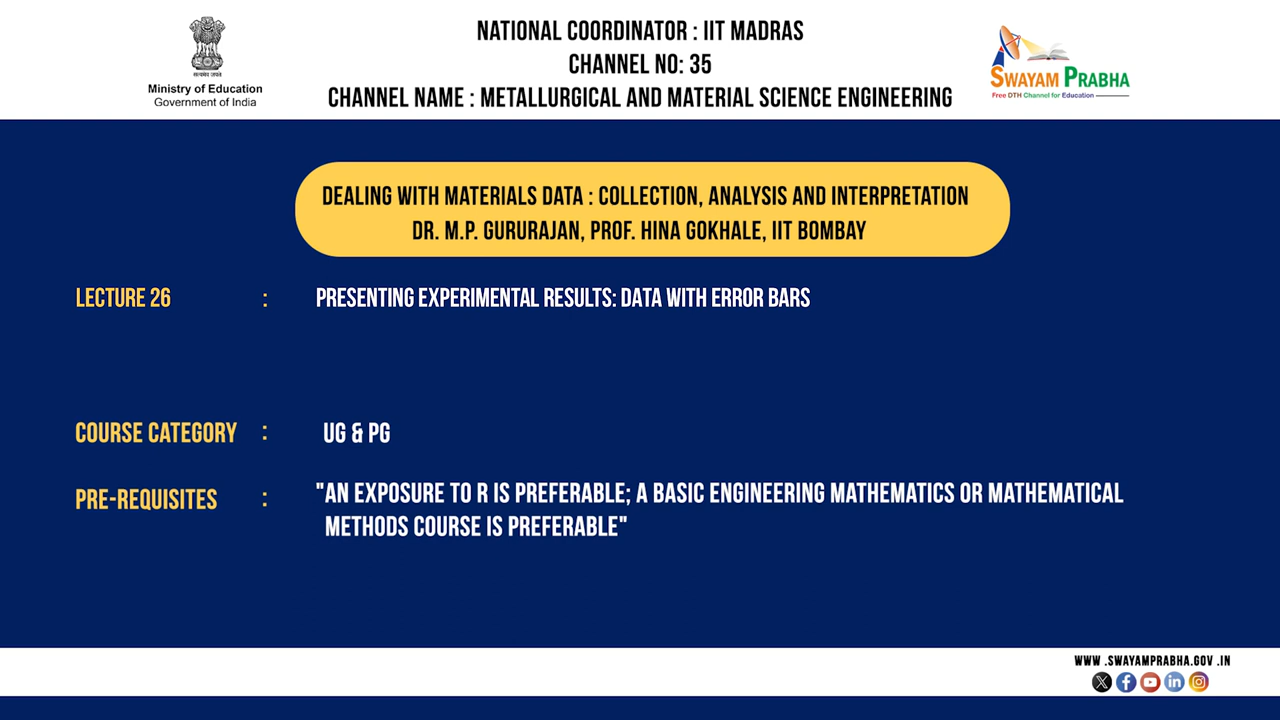 NATIONAL COORDINATOR : IIT MADRAS
CHANNEL NO: 35
CHANNEL NAME : METALLURGICAL AND MATERIAL SCIENCE ENGINEERING
सत्यमेव जयते
Ministry of Education
Government of India
SWAYAM PRABHA
Free DTH Channel for Education
DEALING WITH MATERIALS DATA : COLLECTION, ANALYSIS AND INTERPRETATION
DR. M.P. GURURAJAN, PROF. HINA GOKHALE, IIT BOMBAY
LECTURE 26 : PRESENTING EXPERIMENTAL RESULTS: DATA WITH ERROR BARS
COURSE CATEGORY : UG & PG
PRE-REQUISITES : "AN EXPOSURE TO R IS PREFERABLE; A BASIC ENGINEERING MATHEMATICS OR MATHEMATICAL
METHODS COURSE IS PREFERABLE"
WWW .SWAYAMPRABHA.GOV .IN